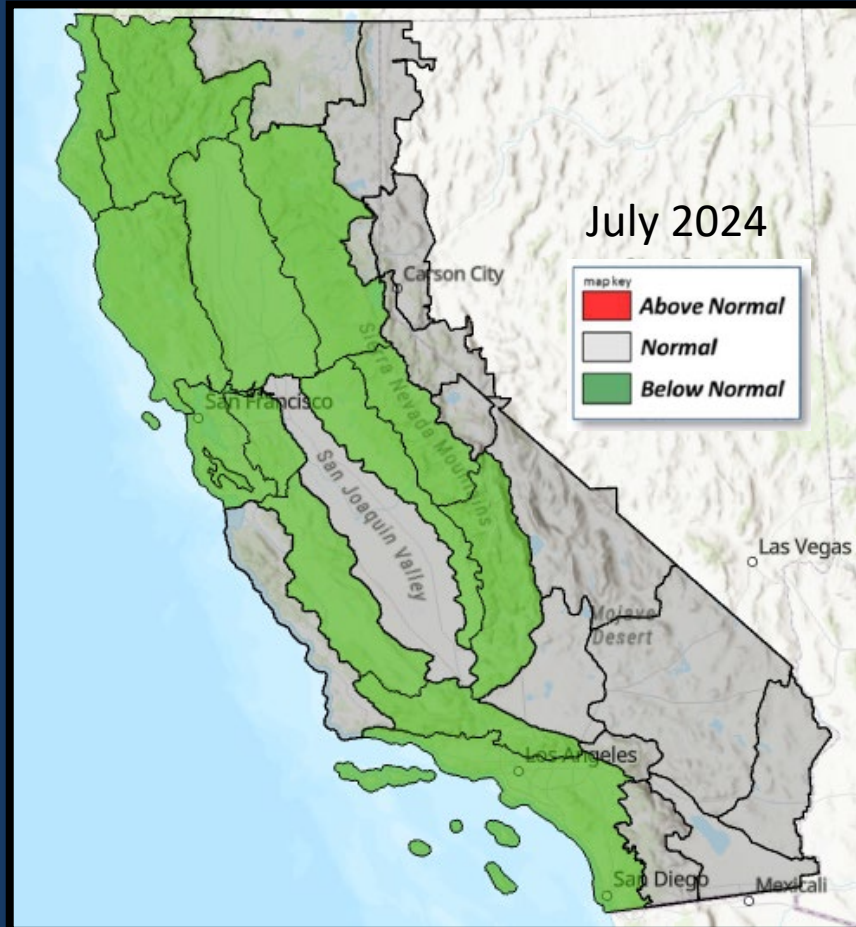 July 2024
map key
Above Normal
Normal
Below Normal
Carson City
Sierra Nevada Mountains
San Francisco
San Joaquin Valley
Las Vegas
Mojave
Desert
Los Angeles
San Diego
Mexicali